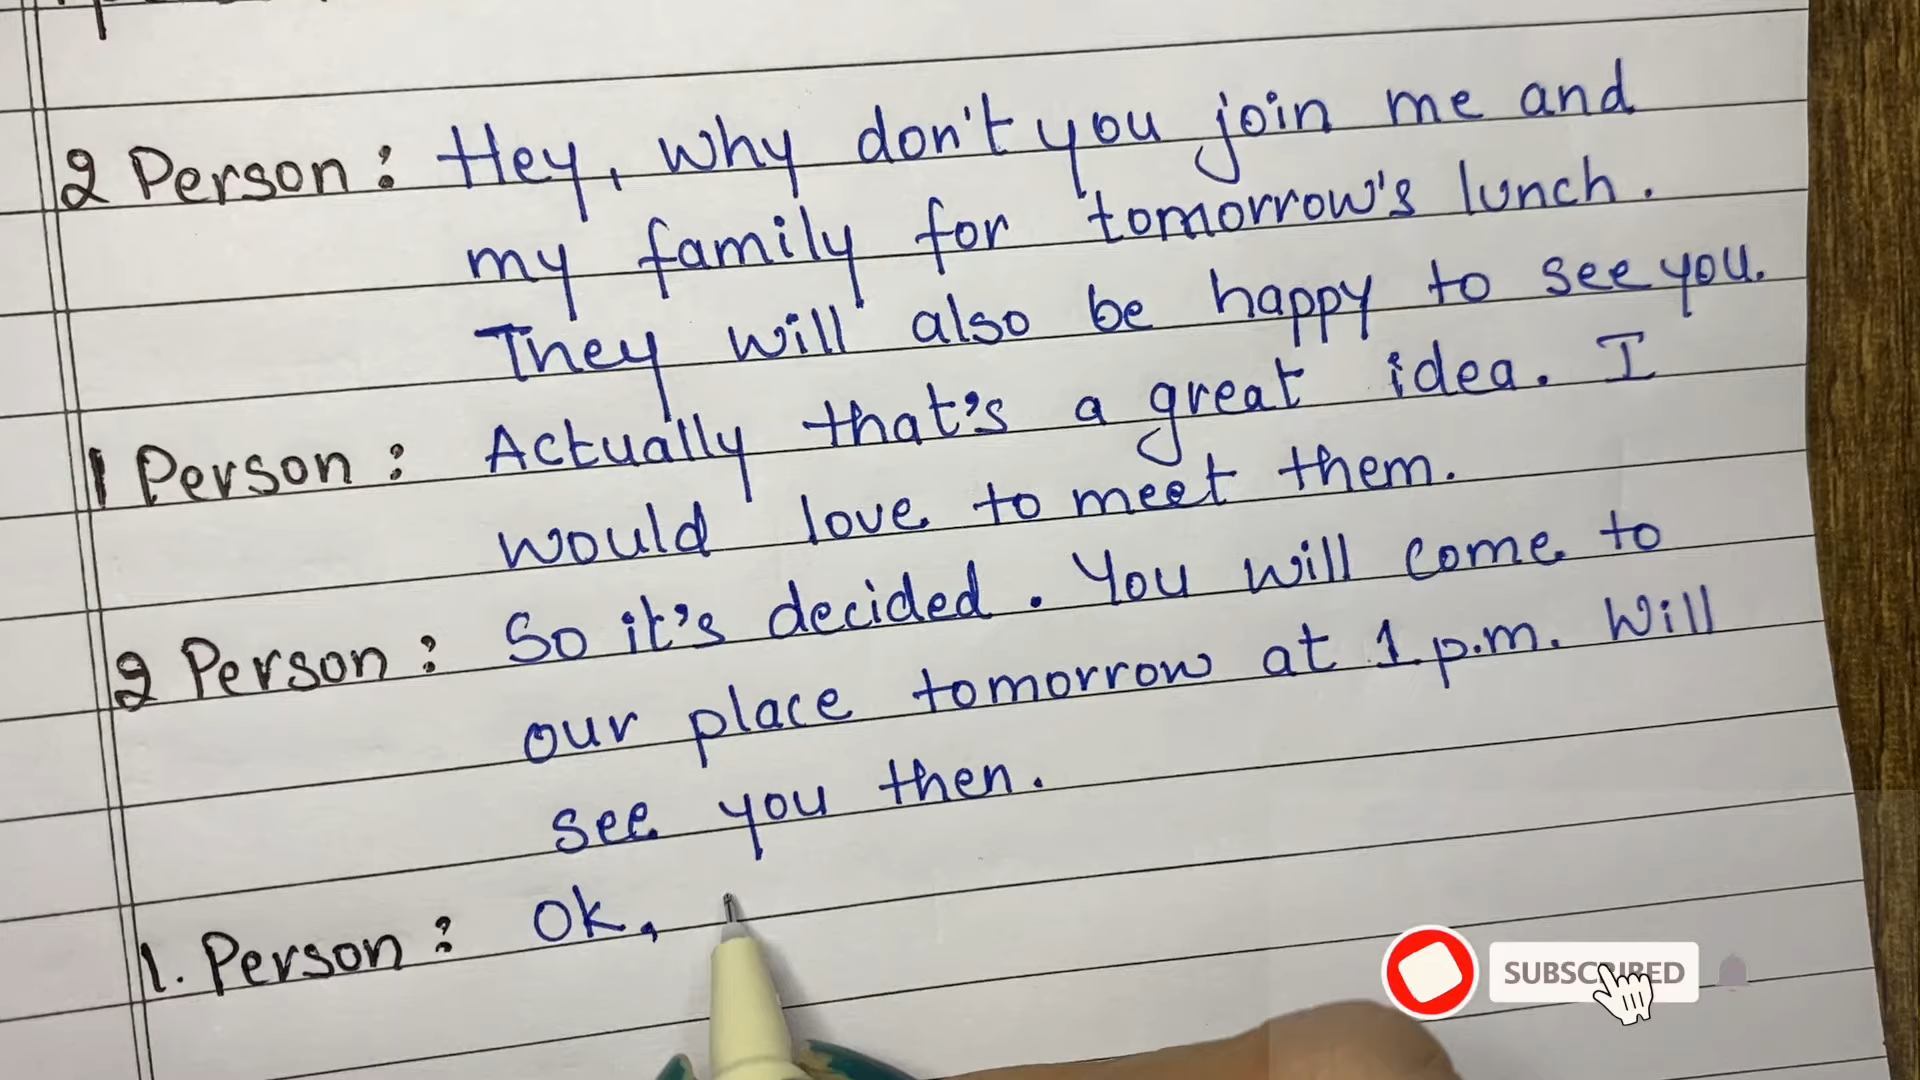 2 Person : Hey, why don't you join me and
my family for tomorrow's lunch.
They will also be happy to see you.
1 Person : Actually that's a great idea. I
would love to meet them.
2 Person : So it's decided. You will come to
our place tomorrow at 1 p.m. Will
see you then.
1. Person : Ok,
SUBSCRIBED